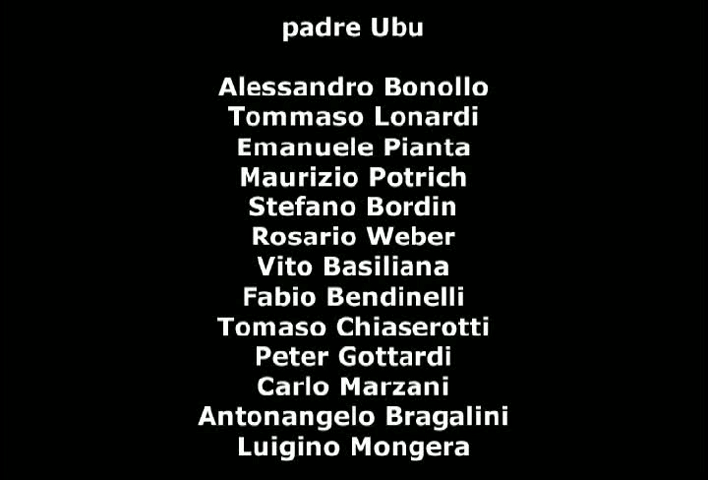 padre Ubu
Alessandro Bonollo
Tommaso Lonardi
Emanuele Pianta
Maurizio Potrich
Stefano Bordin
Rosario Weber
Vito Basiliana
Fabio Bendinelli
Tomaso Chiaserotti
Peter Gottardi
Carlo Marzani
Antonangelo Bragalini
Luigino Mongera